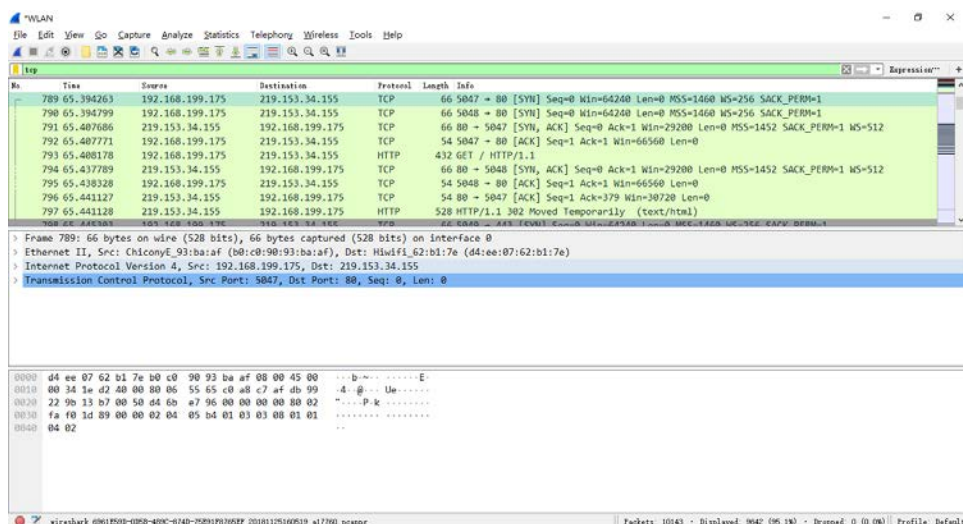 *WLAN
File Edit View Go Capture Analyze Statistics Telephony Wireless Tools Help
tcp
Expression…
No. Time Source Destination Protocol Length Info
789 65.394263 192.168.199.175 219.153.34.155 TCP 66 5047 → 80 [SYN] Seq=0 Win=64240 Len=0 MSS=1460 WS=256 SACK_PERM=1
790 65.394799 192.168.199.175 219.153.34.155 TCP 66 5048 → 80 [SYN] Seq=0 Win=64240 Len=0 MSS=1460 WS=256 SACK_PERM=1
791 65.407686 219.153.34.155 192.168.199.175 TCP 66 80 → 5047 [SYN, ACK] Seq=0 Ack=1 Win=29200 Len=0 MSS=1452 SACK_PERM=1 WS=512
792 65.407771 192.168.199.175 219.153.34.155 TCP 54 5047 → 80 [ACK] Seq=1 Ack=1 Win=66560 Len=0
793 65.408178 192.168.199.175 219.153.34.155 HTTP 432 GET / HTTP/1.1
794 65.437789 219.153.34.155 192.168.199.175 TCP 66 80 → 5048 [SYN, ACK] Seq=0 Ack=1 Win=29200 Len=0 MSS=1452 SACK_PERM=1 WS=512
795 65.438328 192.168.199.175 219.153.34.155 TCP 54 5048 → 80 [ACK] Seq=1 Ack=1 Win=66560 Len=0
796 65.441127 219.153.34.155 192.168.199.175 TCP 54 80 → 5047 [ACK] Seq=1 Ack=379 Win=30720 Len=0
797 65.441128 219.153.34.155 192.168.199.175 HTTP 528 HTTP/1.1 302 Moved Temporarily (text/html)
Frame 789: 66 bytes on wire (528 bits), 66 bytes captured (528 bits) on interface 0
Ethernet II, Src: ChiconyE_93:ba:af (b0:c0:90:93:ba:af), Dst: Hiwifi_62:b1:7e (d4:ee:07:62:b1:7e)
Internet Protocol Version 4, Src: 192.168.199.175, Dst: 219.153.34.155
Transmission Control Protocol, Src Port: 5047, Dst Port: 80, Seq: 0, Len: 0
0000 d4 ee 07 62 b1 7e b0 c0 90 93 ba af 08 00 45 00 ···b·~·· ······E·
0010 00 34 1e d2 40 00 80 06 55 65 c0 a8 c7 af db 99 ·4··@··· Ue······
0020 22 9b 13 b7 00 50 d4 6b e7 96 00 00 00 00 80 02 "····P·k ········
0030 fa f0 1d 89 00 00 02 04 05 b4 01 03 03 08 01 01 ········ ········
0040 04 02 ··
Packets: 10143 · Displayed: 9642 (95.1%) · Dropped: 0 (0.0%) Profile: Default